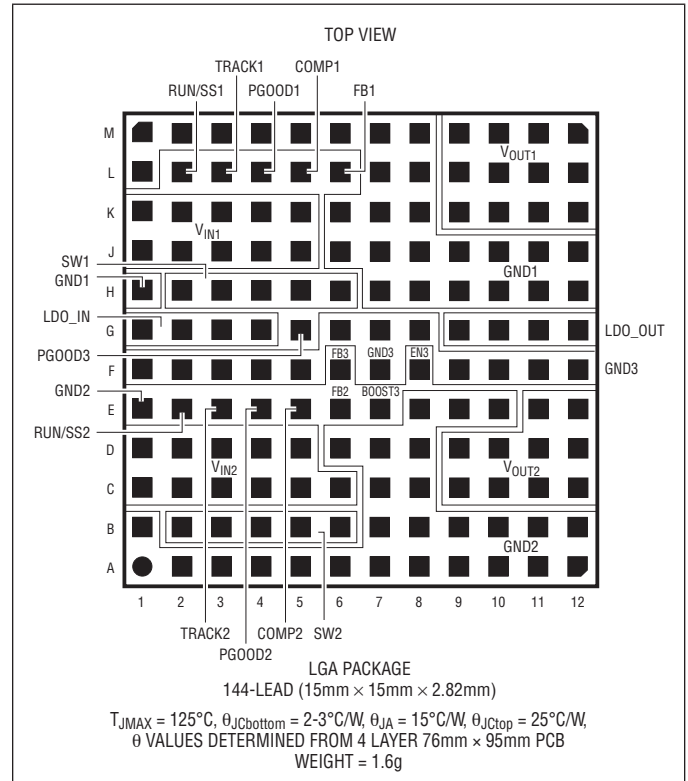 TOP VIEW
TRACK1 COMP1
RUN/SS1 PGOOD1 FB1
M
VOUT1
L
K
VIN1
J
SW1
GND1
GND1
H
LDO_IN
G
LDO_OUT
PGOOD3
FB3 GND3 EN3
F
GND3
GND2
FB2 BOOST3
E
RUN/SS2
D
VIN2
VOUT2
C
B
GND2
A
1 2 3 4 5 6 7 8 9 10 11 12
TRACK2 COMP2 SW2
PGOOD2
LGA PACKAGE
144-LEAD (15mm × 15mm × 2.82mm)
TJMAX = 125°C, θJCbottom = 2-3°C/W, θJA = 15°C/W, θJCtop = 25°C/W,
θ VALUES DETERMINED FROM 4 LAYER 76mm × 95mm PCB
WEIGHT = 1.6g